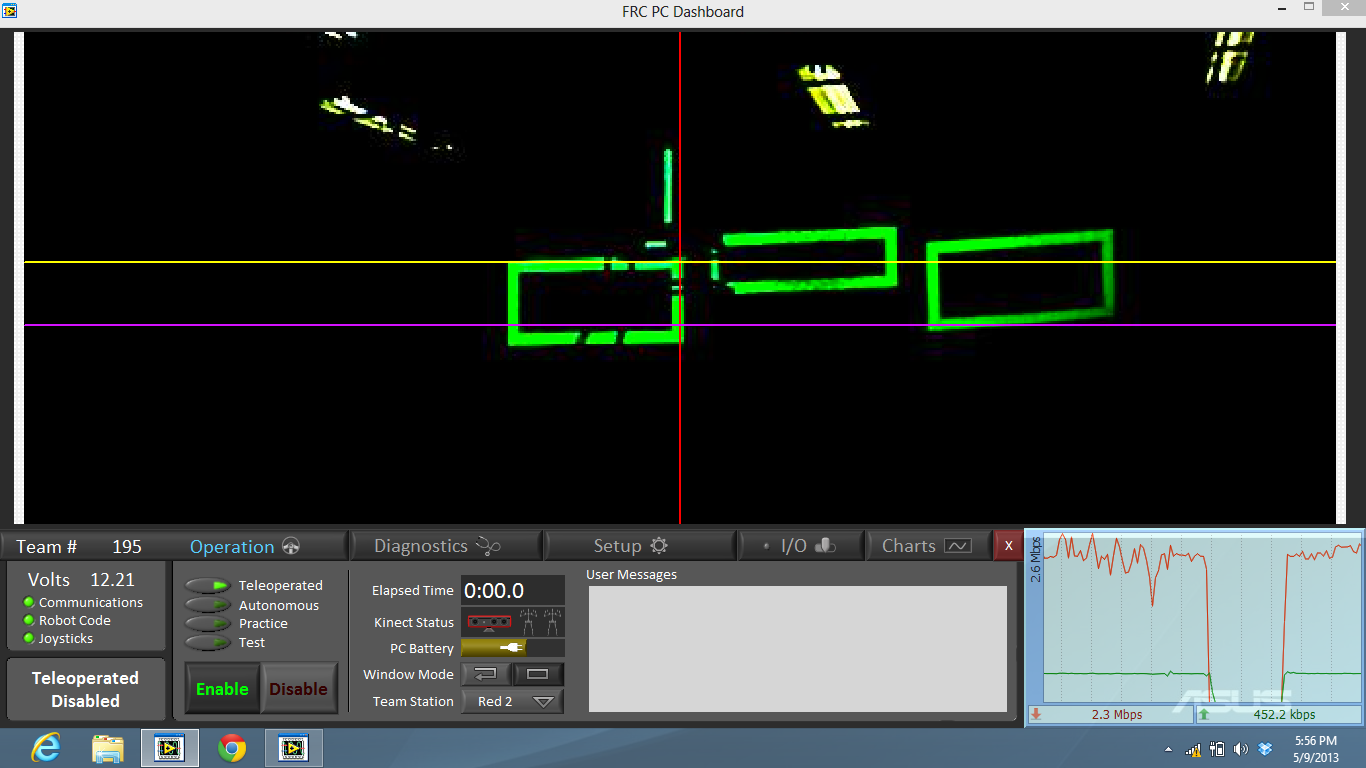 FRC PC Dashboard
Team # 195
Operation
Diagnostics
Setup
I/O
Charts
X
Volts 12.21
Communications
Robot Code
Joysticks
Teleoperated
Disabled
Teleoperated
Autonomous
Practice
Test
Enable
Disable
Elapsed Time 0:00.0
Kinect Status
PC Battery
Window Mode
Team Station Red 2
User Messages
2.6 Mbps
ASUS
2.3 Mbps
452.2 kbps
5:56 PM
5/9/2013